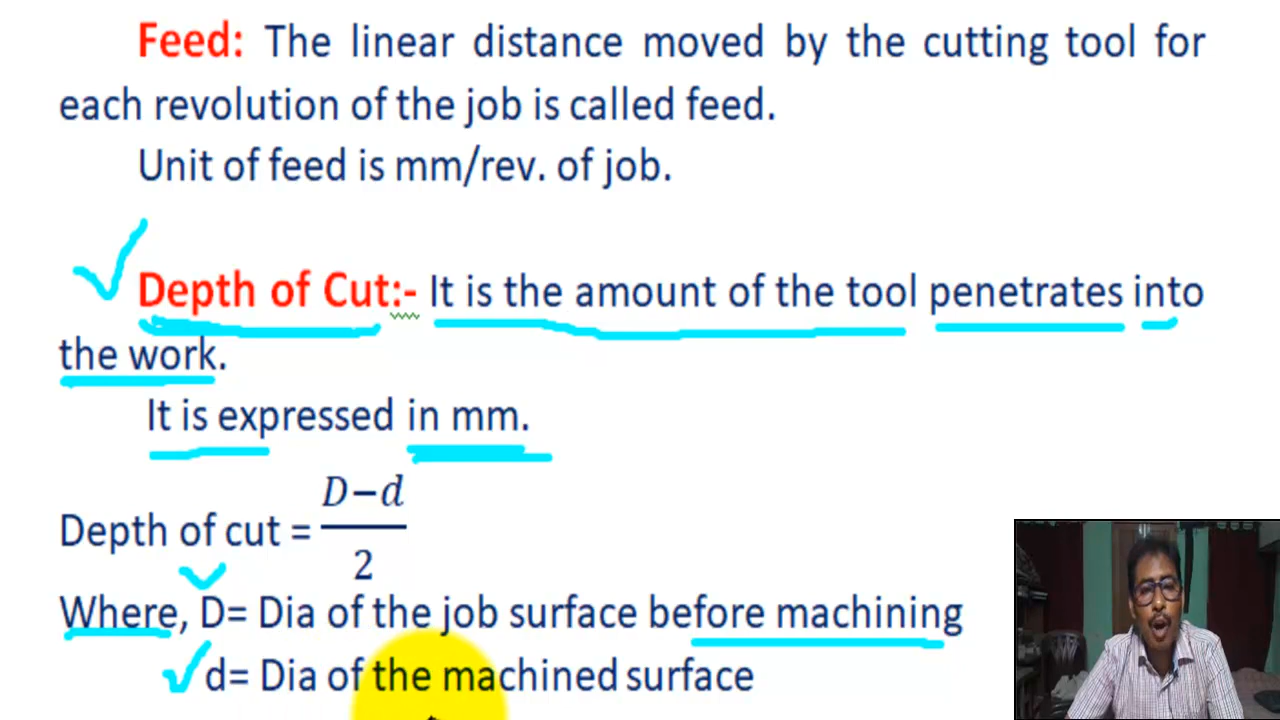 Feed: The linear distance moved by the cutting tool for
each revolution of the job is called feed.
Unit of feed is mm/rev. of job.
Depth of Cut:- It is the amount of the tool penetrates into
the work.
It is expressed in mm.
Depth of cut = \frac{D-d}{2}
Where, D= Dia of the job surface before machining
d= Dia of the machined surface